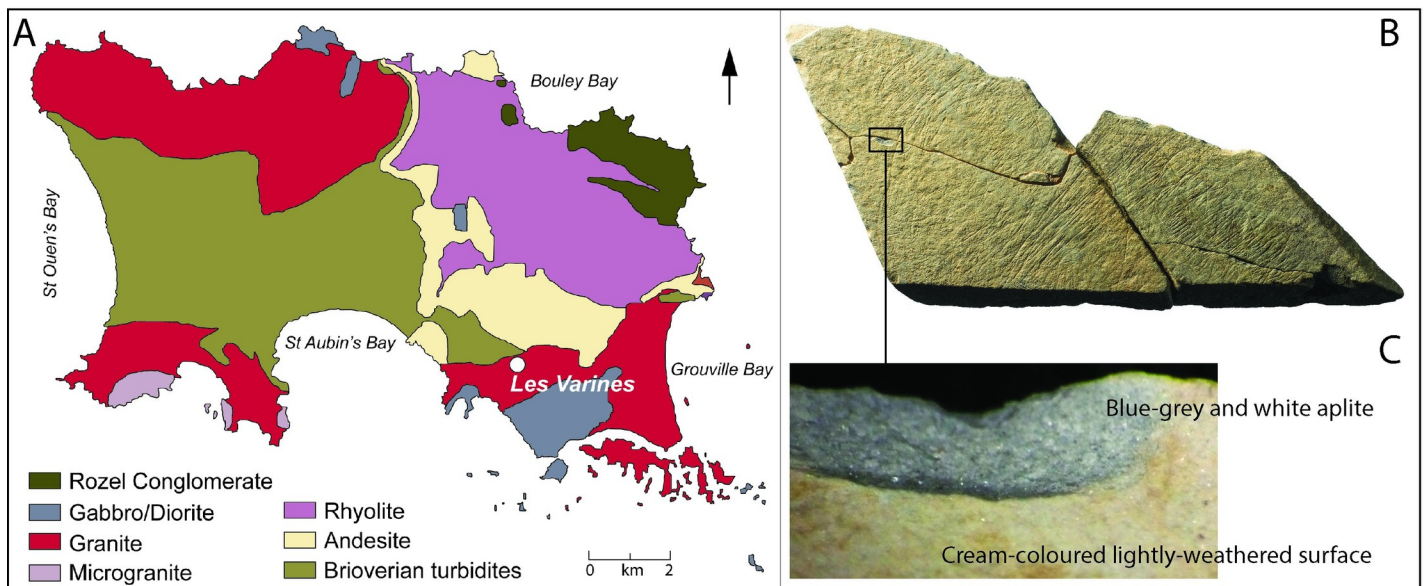 A
Bouley Bay
St Ouen's Bay
St Aubin's Bay
Grouville Bay
Les Varines
Rozel Conglomerate
Gabbro/Diorite
Granite
Microgranite
Rhyolite
Andesite
Brioverian turbidites
0 km 2
B
C
Blue-grey and white aplite
Cream-coloured lightly-weathered surface